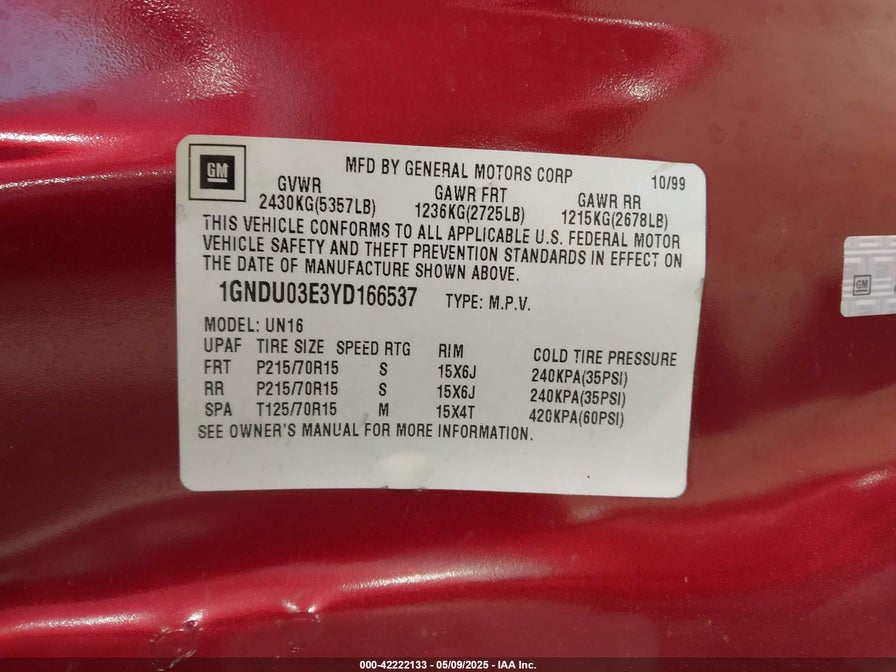 GM
MFD BY GENERAL MOTORS CORP 10/99
GVWR GAWR FRT GAWR RR
2430KG(5357LB) 1236KG(2725LB) 1215KG(2678LB)
THIS VEHICLE CONFORMS TO ALL APPLICABLE U.S. FEDERAL MOTOR
VEHICLE SAFETY AND THEFT PREVENTION STANDARDS IN EFFECT ON
THE DATE OF MANUFACTURE SHOWN ABOVE.
1GNDU03E3YD166537 TYPE: M.P.V.
MODEL: UN16
UPAF TIRE SIZE SPEED RTG RIM COLD TIRE PRESSURE
FRT P215/70R15 S 15X6J 240KPA(35PSI)
RR P215/70R15 S 15X6J 240KPA(35PSI)
SPA T125/70R15 M 15X4T 420KPA(60PSI)
SEE OWNER'S MANUAL FOR MORE INFORMATION.
GM
000-42222133 - 05/09/2025 - IAA Inc.